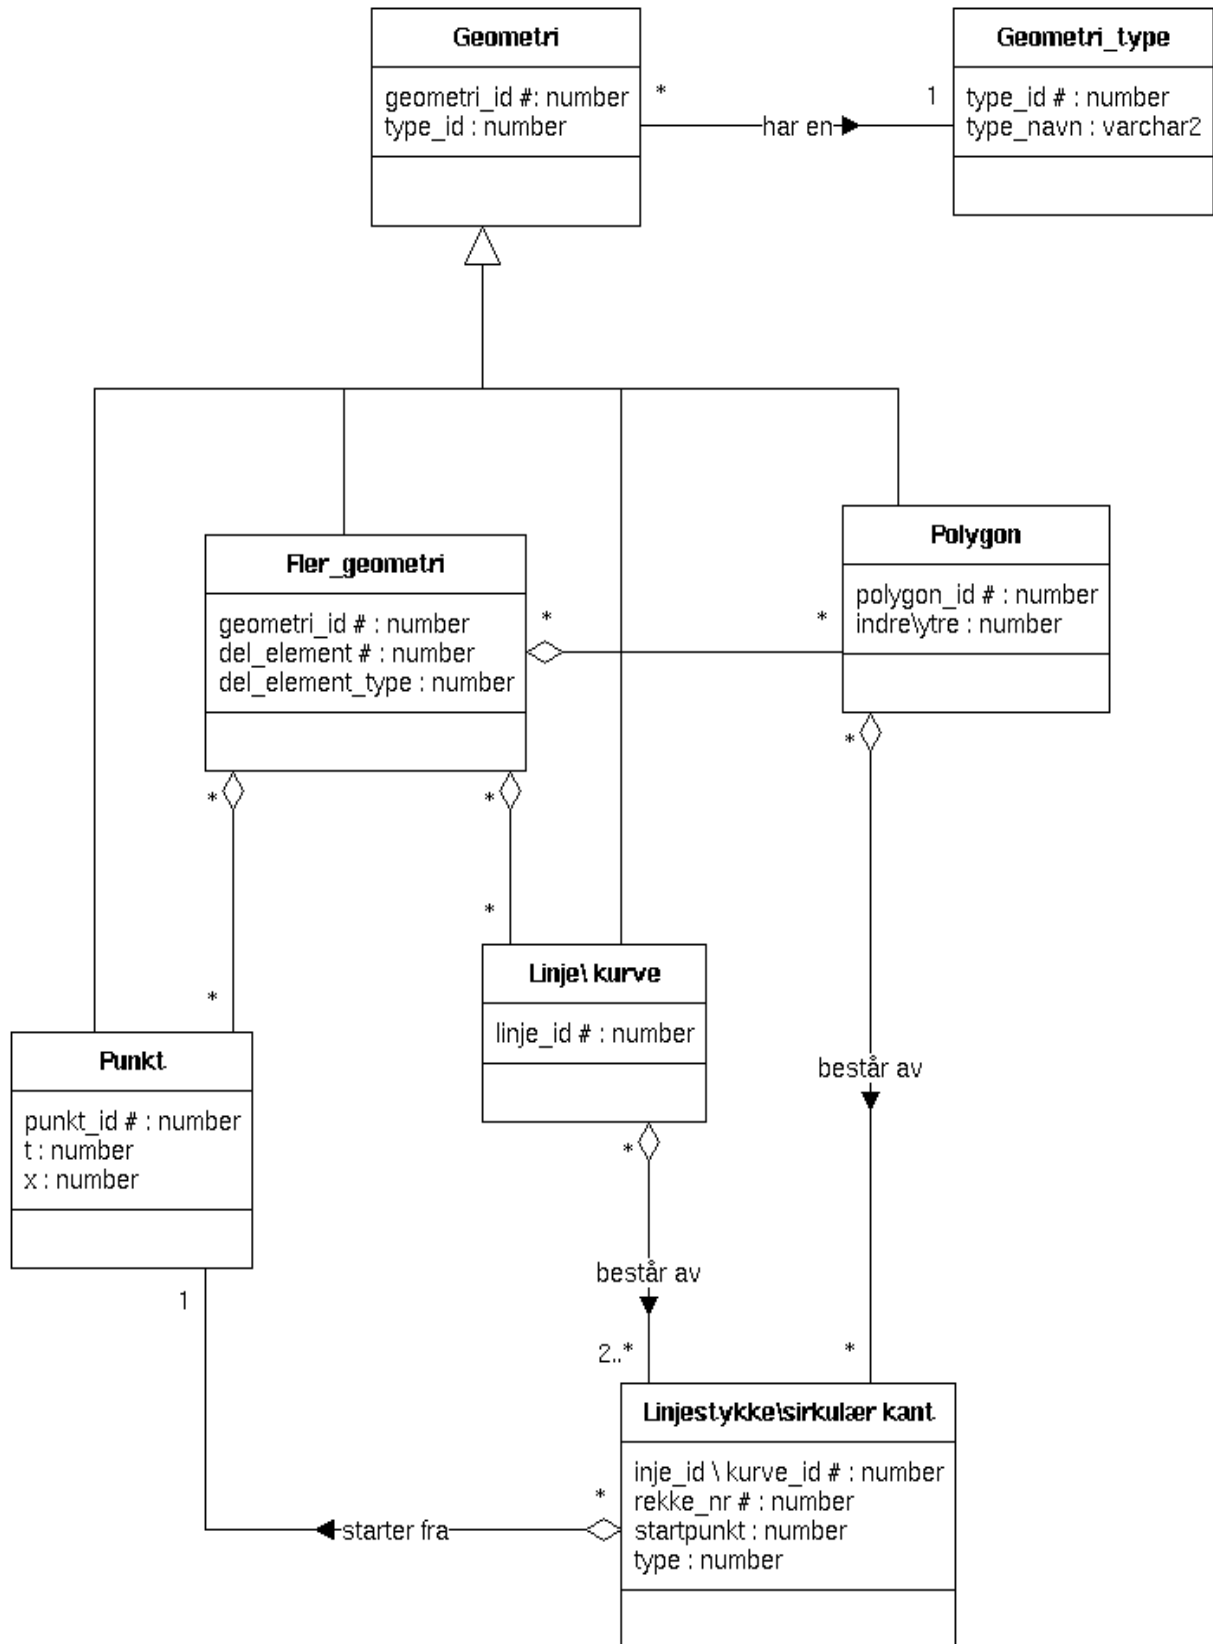 Geometri
geometri_id #: number
type_id : number
Geometri_type
type_id # : number
type_navn : varchar2
*
1
har en
Fler_geometri
geometri_id # : number
del_element # : number
del_element_type : number
Polygon
polygon_id # : number
indre\ytre : number
*
*
*
*
*
*
*
Linje\ kurve
linje_id # : number
Punkt
punkt_id # : number
t : number
x : number
består av
*
består av
1
2..*
*
Linjestykke\sirkulær kant
inje_id \ kurve_id # : number
rekke_nr # : number
startpunkt : number
type : number
*
starter fra